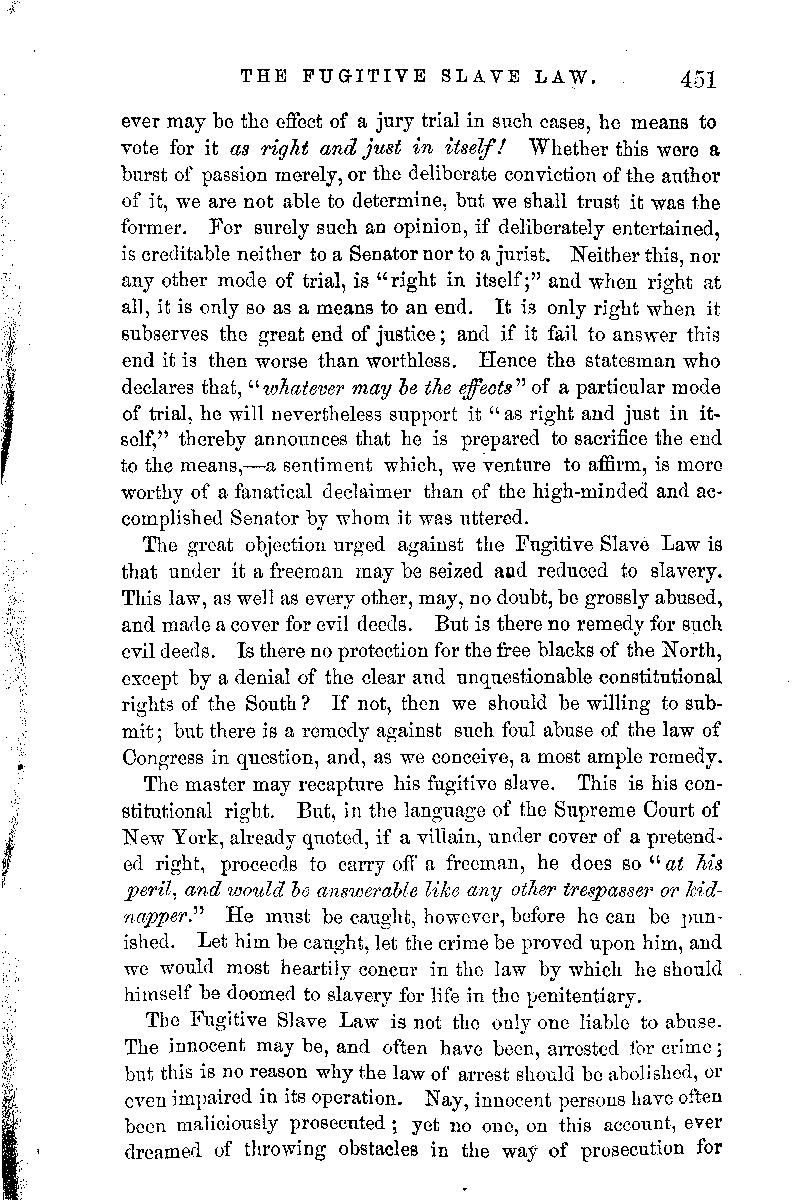 THE FUGITIVE SLAVE LAW. 451
ever may be the effect of a jury trial in such cases, he means to
vote for it as right and just in itself! Whether this were a
burst of passion merely, or the deliberate conviction of the author
of it, we are not able to determine, but we shall trust it was the
former. For surely such an opinion, if deliberately entertained,
is creditable neither to a Senator nor to a jurist. Neither this, nor
any other mode of trial, is “right in itself;” and when right at
all, it is only so as a means to an end. It is only right when it
subserves the great end of justice; and if it fail to answer this
end it is then worse than worthless. Hence the statesman who
declares that, “whatever may be the effects” of a particular mode
of trial, he will nevertheless support it “as right and just in it-
self,” thereby announces that he is prepared to sacrifice the end
to the means,—a sentiment which, we venture to affirm, is more
worthy of a fanatical declaimer than of the high-minded and ac-
complished Senator by whom it was uttered.
The great objection urged against the Fugitive Slave Law is
that under it a freeman may be seized and reduced to slavery.
This law, as well as every other, may, no doubt, be grossly abused,
and made a cover for evil deeds. But is there no remedy for such
evil deeds. Is there no protection for the free blacks of the North,
except by a denial of the clear and unquestionable constitutional
rights of the South? If not, then we should be willing to sub-
mit; but there is a remedy against such foul abuse of the law of
Congress in question, and, as we conceive, a most ample remedy.
The master may recapture his fugitive slave. This is his con-
stitutional right. But, in the language of the Supreme Court of
New York, already quoted, if a villain, under cover of a pretend-
ed right, proceeds to carry off a freeman, he does so “at his
peril, and would be answerable like any other trespasser or kid-
napper.” He must be caught, however, before he can be pun-
ished. Let him be caught, let the crime be proved upon him, and
we would most heartily concur in the law by which he should
himself be doomed to slavery for life in the penitentiary.
The Fugitive Slave Law is not the only one liable to abuse.
The innocent may be, and often have been, arrested for crime;
but this is no reason why the law of arrest should be abolished, or
even impaired in its operation. Nay, innocent persons have often
been maliciously prosecuted; yet no one, on this account, ever
dreamed of throwing obstacles in the way of prosecution for